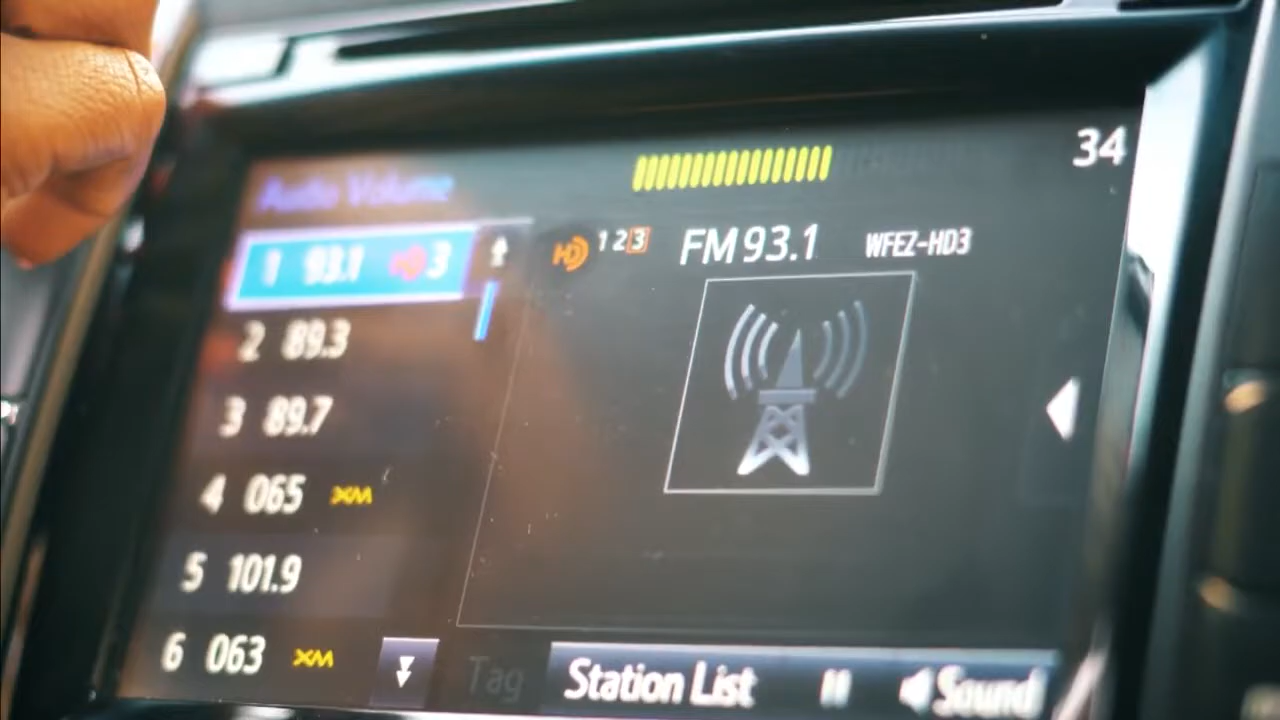 Audio Volume
34
1 93.1 3
HD 1 2 3 FM 93.1 WFEZ-HD3
2 89.3
3 89.7
4 065 XM
5 101.9
6 063 XM
Tag Station List Sound